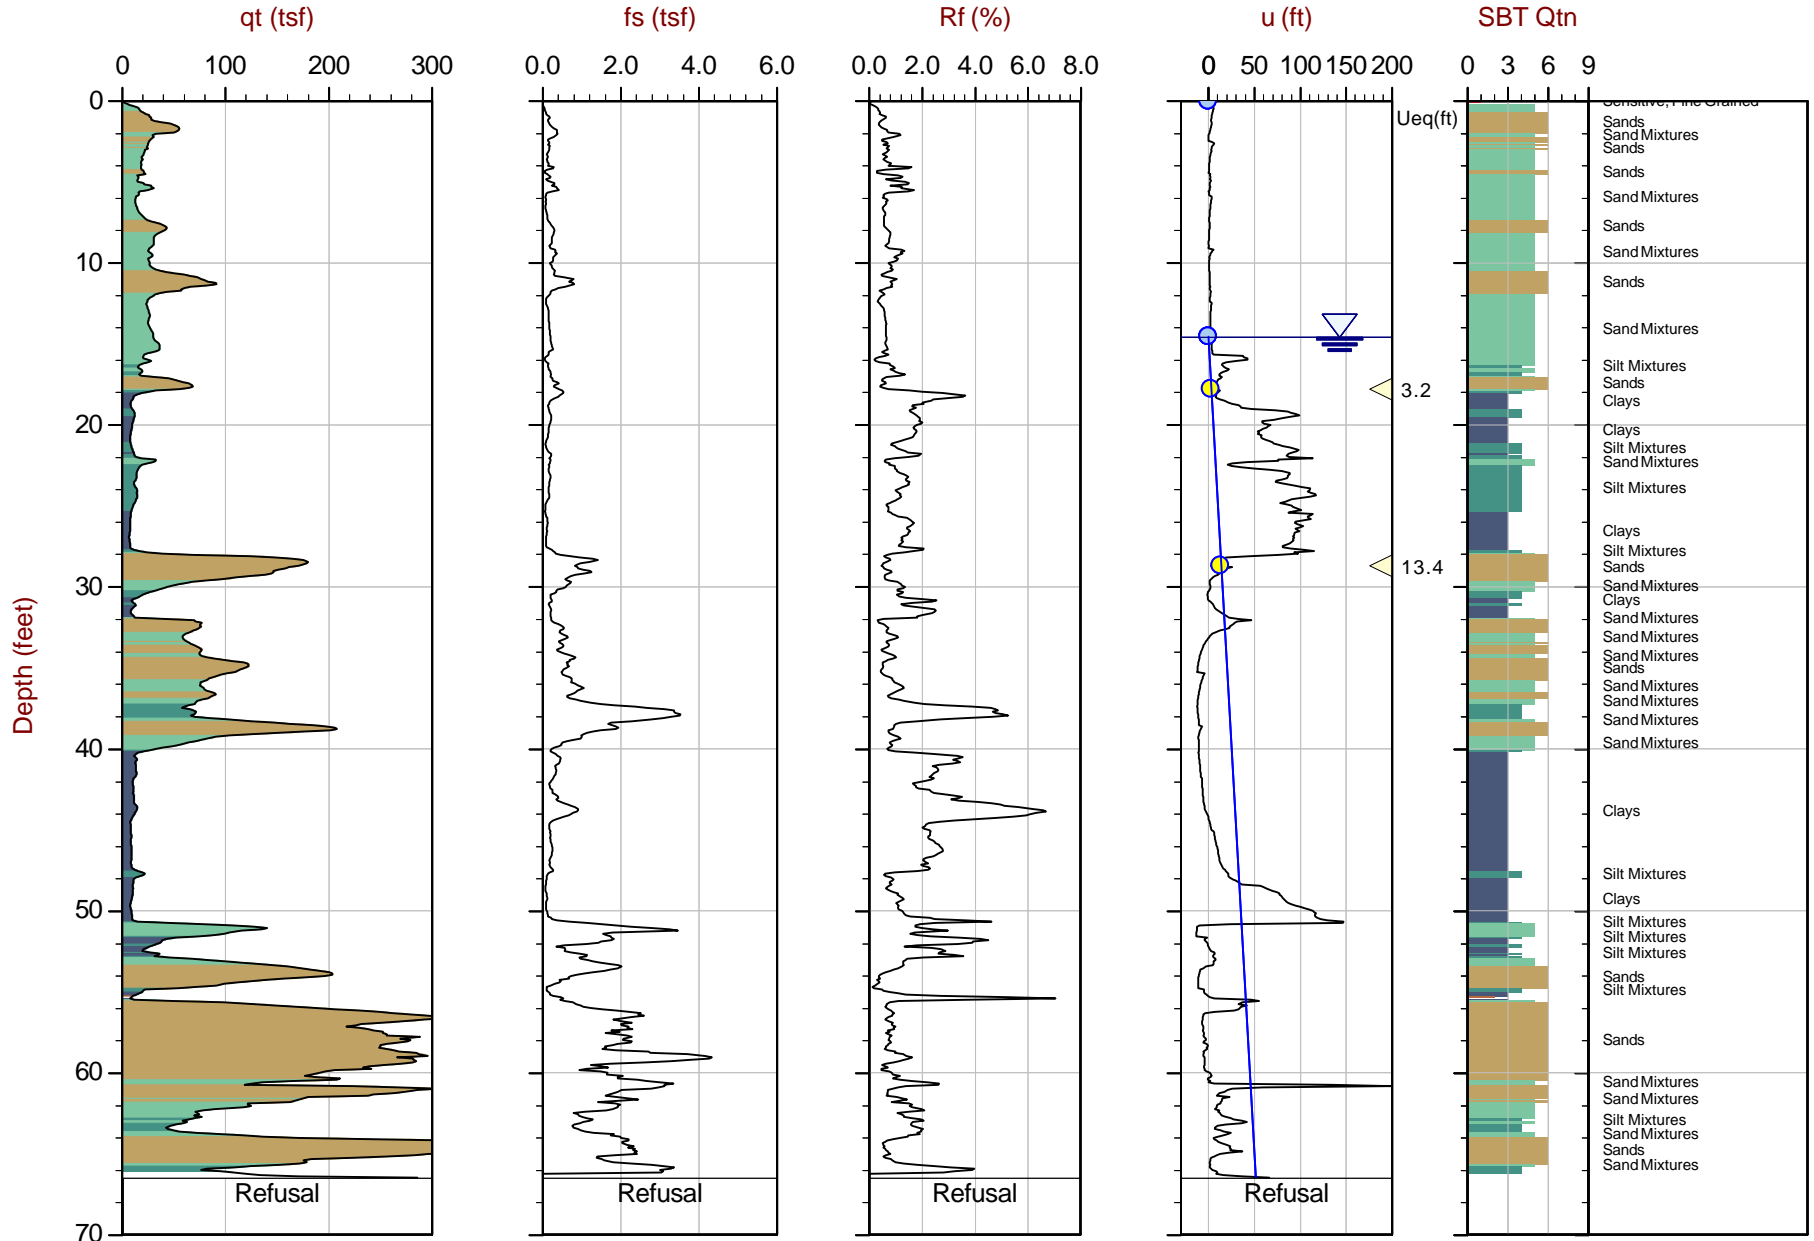 qt (tsf) fs (tsf) Rf (%) u (ft) SBT Qtn
0 100 200 300 0.0 2.0 4.0 6.0 0.0 2.0 4.0 6.0 8.0 0 50 100 150 200 0 3 6 9
Depth (feet)
0
10
20
30
40
50
60
70
Ueq(ft)
3.2
13.4
Sensitive, Fine Grained
Sands
Sand Mixtures
Sands
Sands
Sand Mixtures
Sands
Sand Mixtures
Sands
Sand Mixtures
Silt Mixtures
Sands
Clays
Clays
Silt Mixtures
Sand Mixtures
Silt Mixtures
Clays
Silt Mixtures
Sands
Sand Mixtures
Clays
Sand Mixtures
Sand Mixtures
Sand Mixtures
Sands
Sand Mixtures
Sand Mixtures
Sand Mixtures
Sand Mixtures
Clays
Silt Mixtures
Clays
Silt Mixtures
Silt Mixtures
Silt Mixtures
Sands
Silt Mixtures
Sands
Sand Mixtures
Sand Mixtures
Silt Mixtures
Sand Mixtures
Sands
Sand Mixtures
Refusal Refusal Refusal Refusal